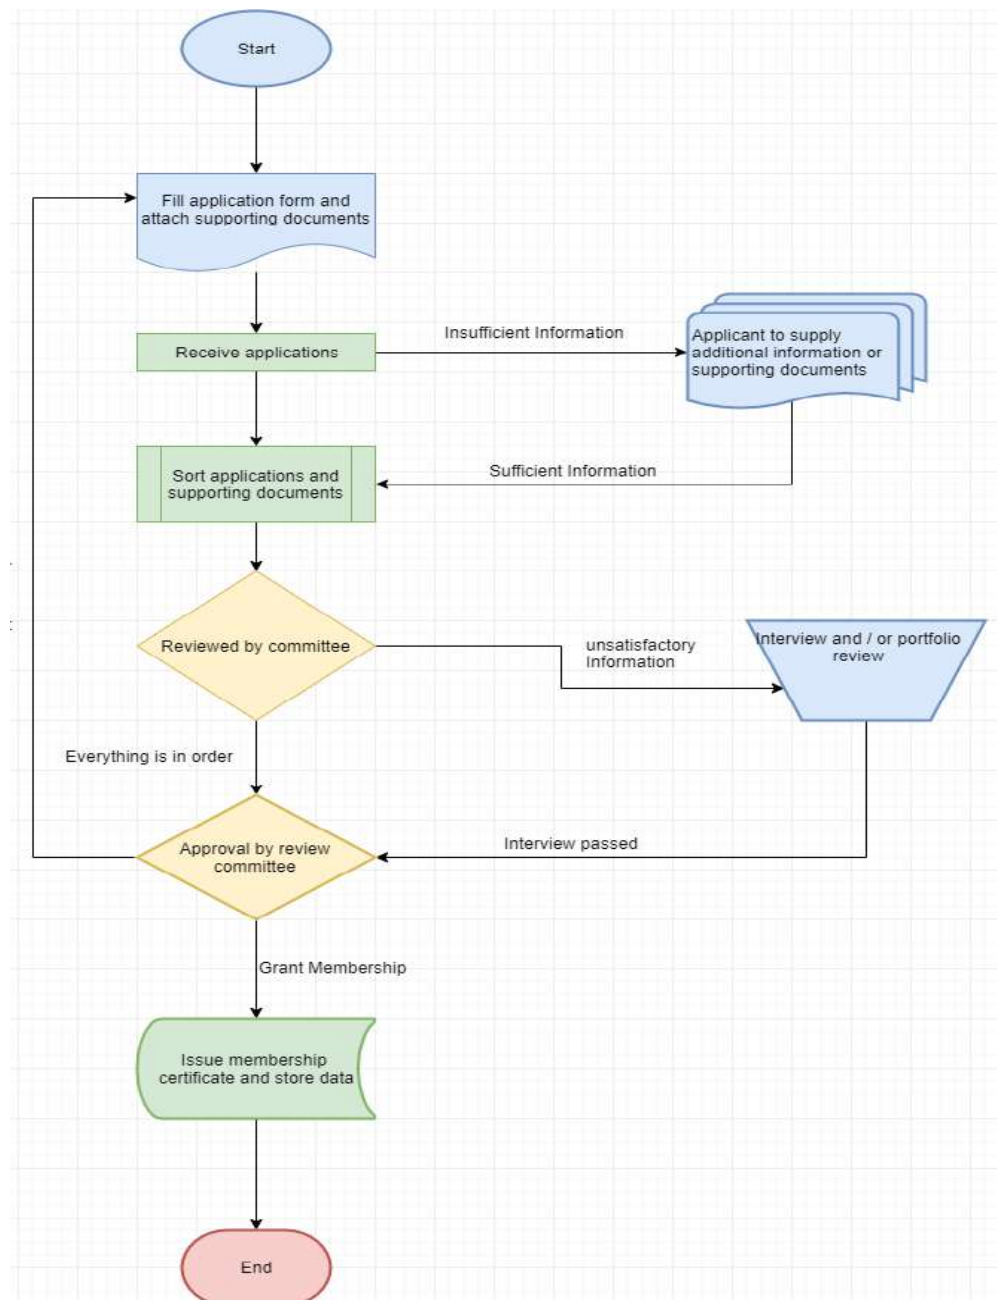 Start
Fill application form and
attach supporting documents
Insufficient Information
Receive applications
Applicant to supply
additional information or
supporting documents
Sort applications and
supporting documents
Sufficient Information
Reviewed by committee
unsatisfactory
Information
Interview and / or portfolio
review
Everything is in order
Approval by review
committee
Interview passed
Grant Membership
Issue membership
certificate and store data
End